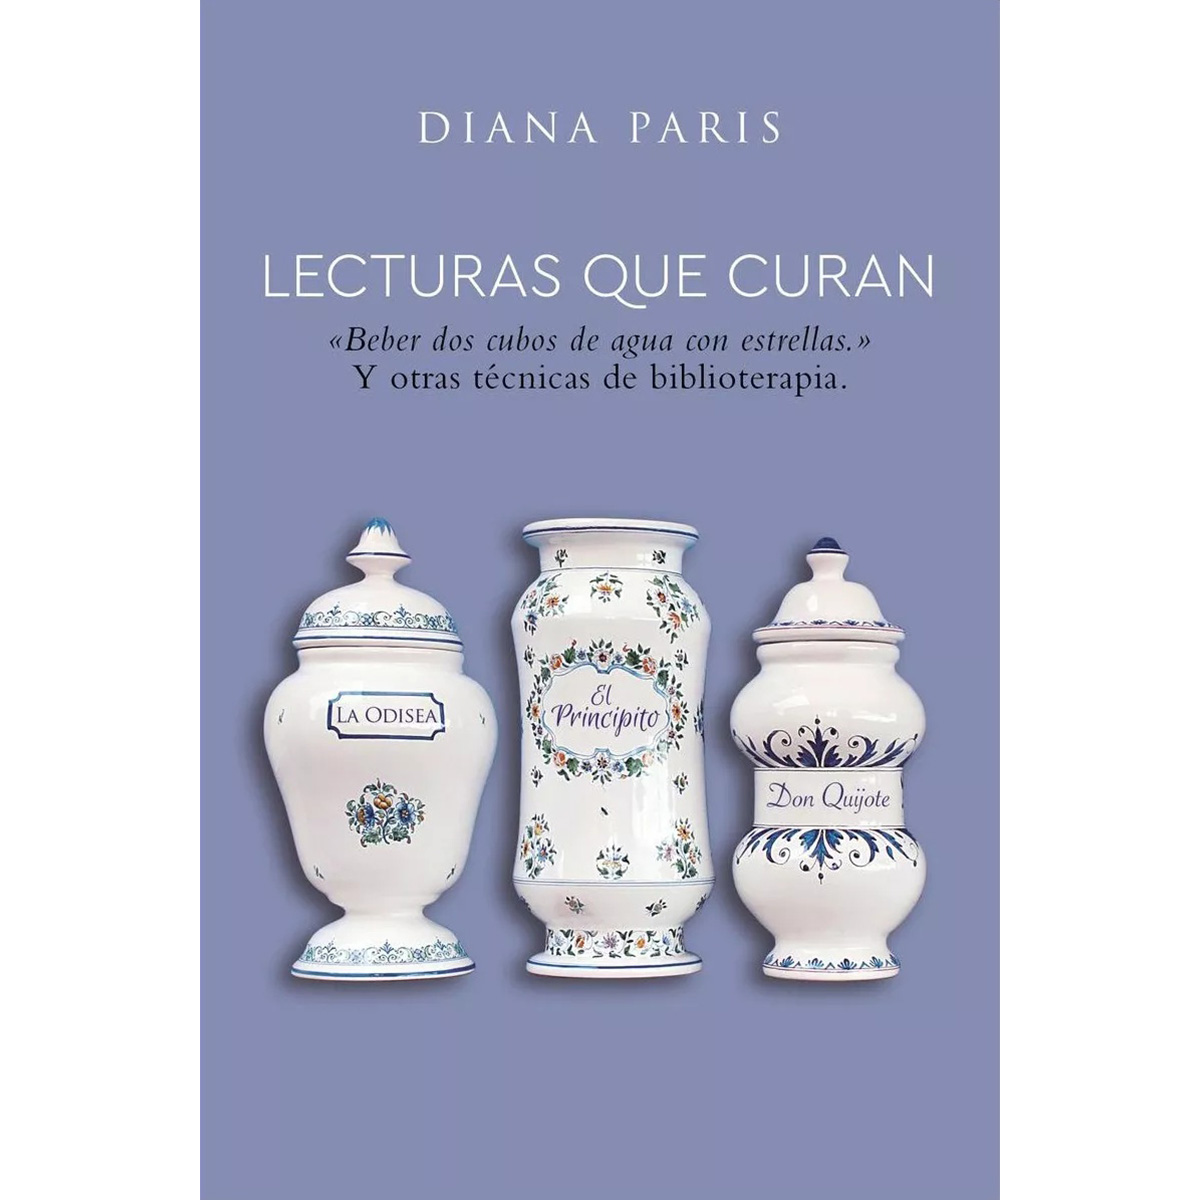 DIANA PARIS
LECTURAS QUE CURAN
«Beber dos cubos de agua con estrellas.»
Y otras técnicas de biblioterapia.
LA ODISEA
El
Principito
Don Quijote